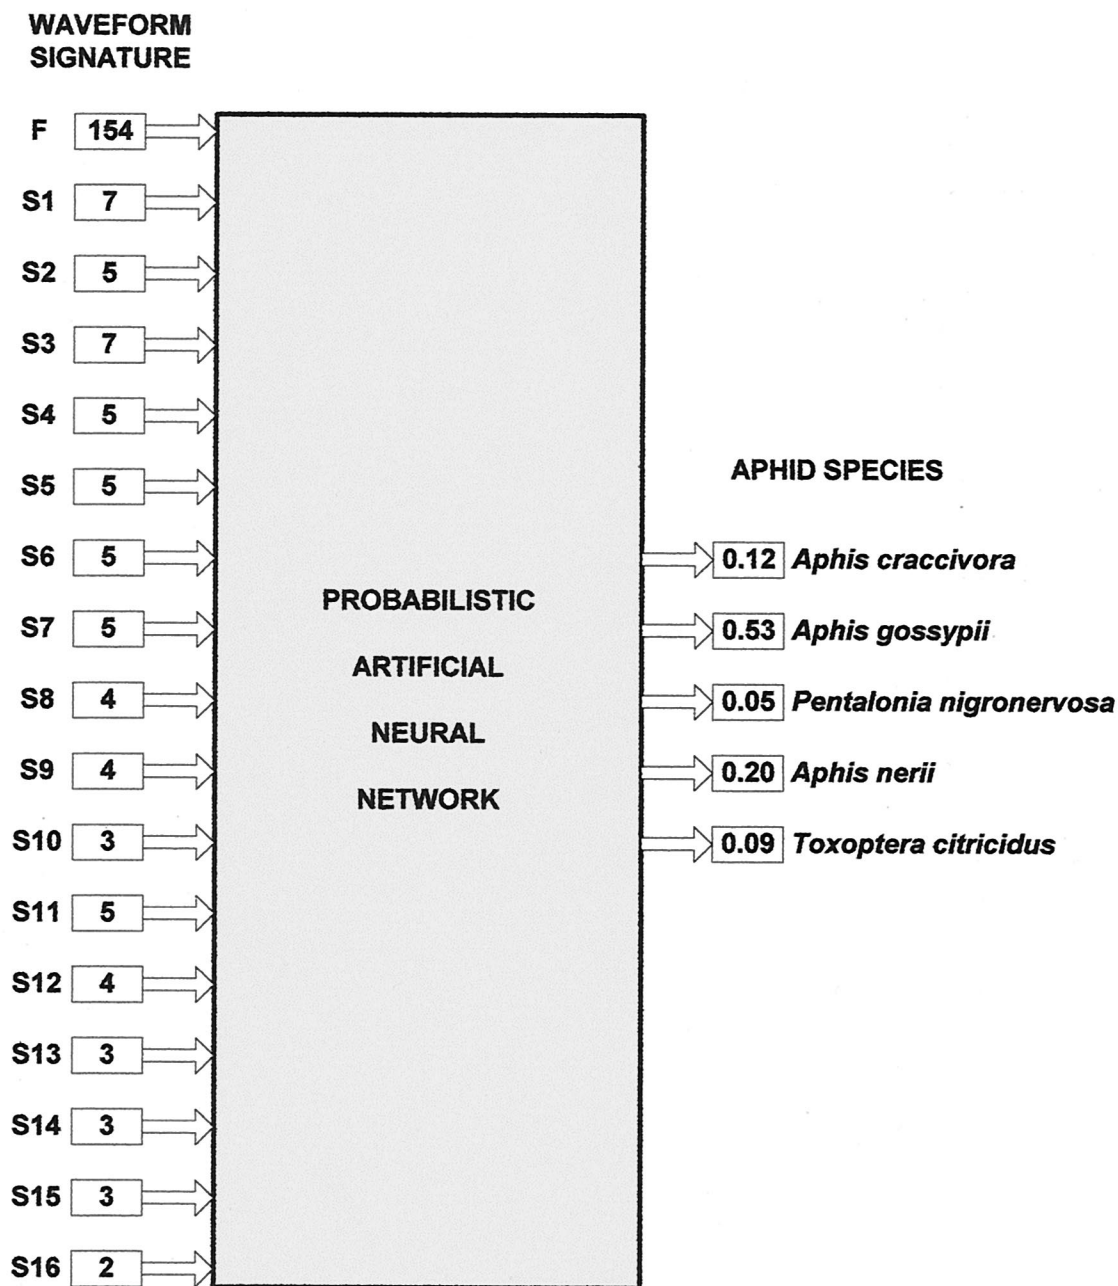 WAVEFORM
SIGNATURE
F 154
S1 7
S2 5
S3 7
S4 5
S5 5
S6 5
S7 5
S8 4
S9 4
S10 3
S11 5
S12 4
S13 3
S14 3
S15 3
S16 2
PROBABILISTIC
ARTIFICIAL
NEURAL
NETWORK
APHID SPECIES
0.12 Aphis craccivora
0.53 Aphis gossypii
0.05 Pentalonia nigronervosa
0.20 Aphis nerii
0.09 Toxoptera citricidus